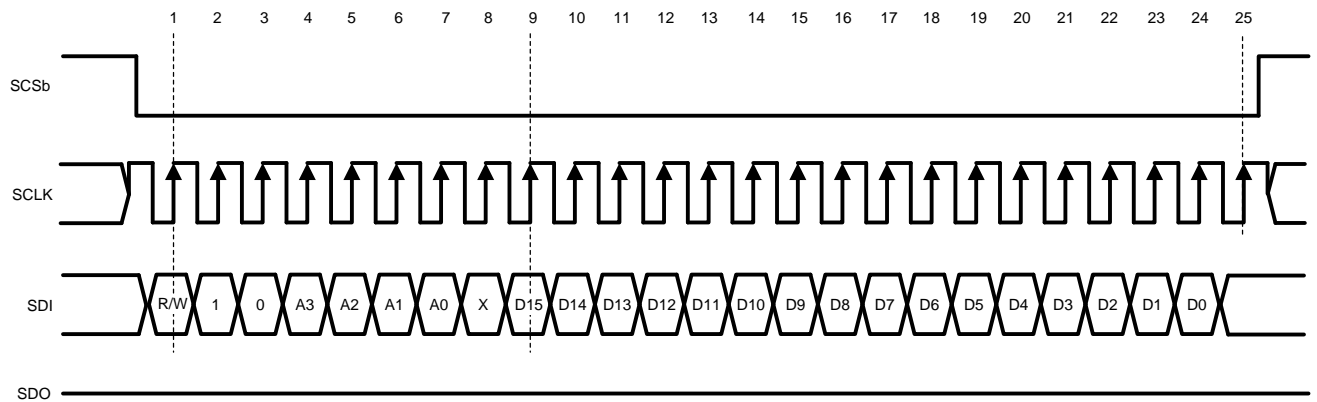 1 2 3 4 5 6 7 8 9 10 11 12 13 14 15 16 17 18 19 20 21 22 23 24 25
SCSb
SCLK
SDI R/W 1 0 A3 A2 A1 A0 X D15 D14 D13 D12 D11 D10 D9 D8 D7 D6 D5 D4 D3 D2 D1 D0
SDO